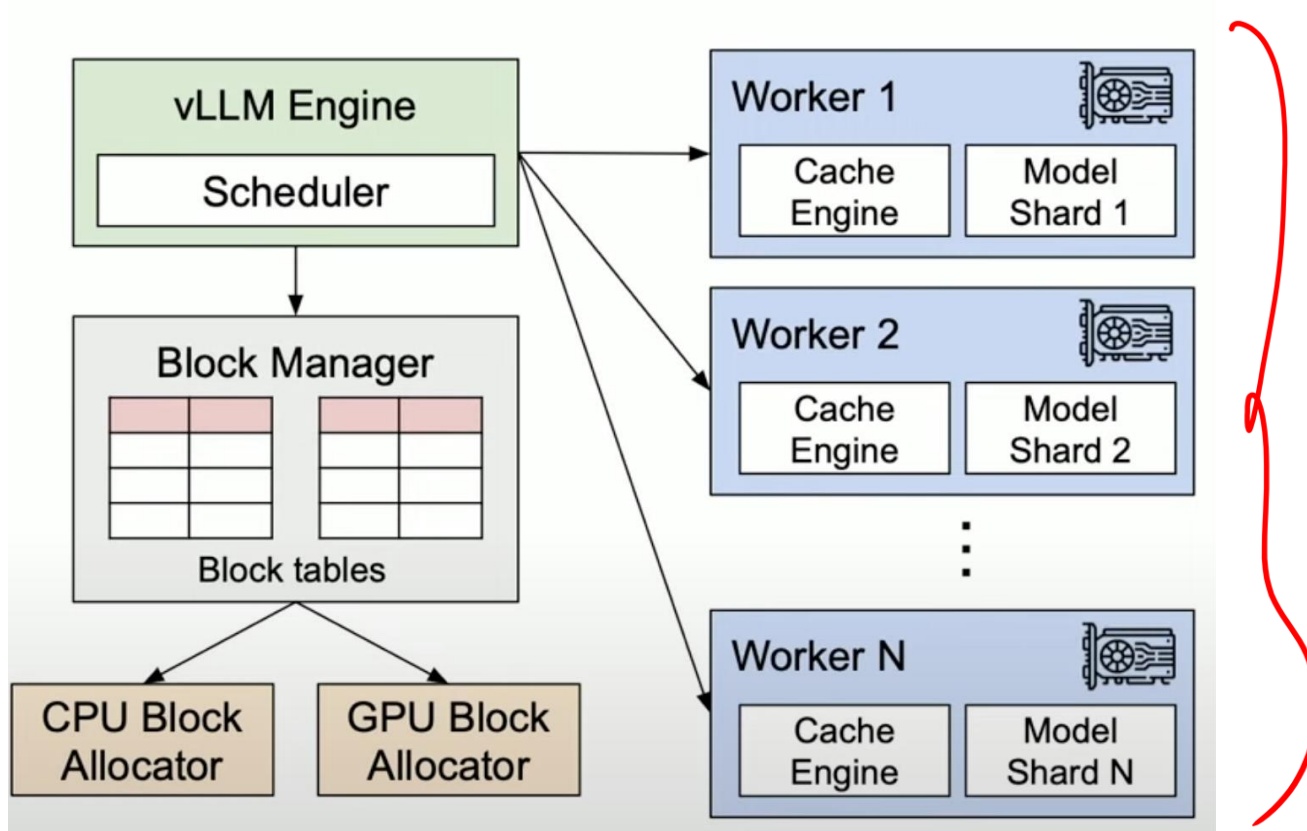 vLLM Engine
Scheduler
Block Manager
Block tables
CPU Block
Allocator
GPU Block
Allocator
Worker 1
Cache
Engine
Model
Shard 1
Worker 2
Cache
Engine
Model
Shard 2
Worker N
Cache
Engine
Model
Shard N